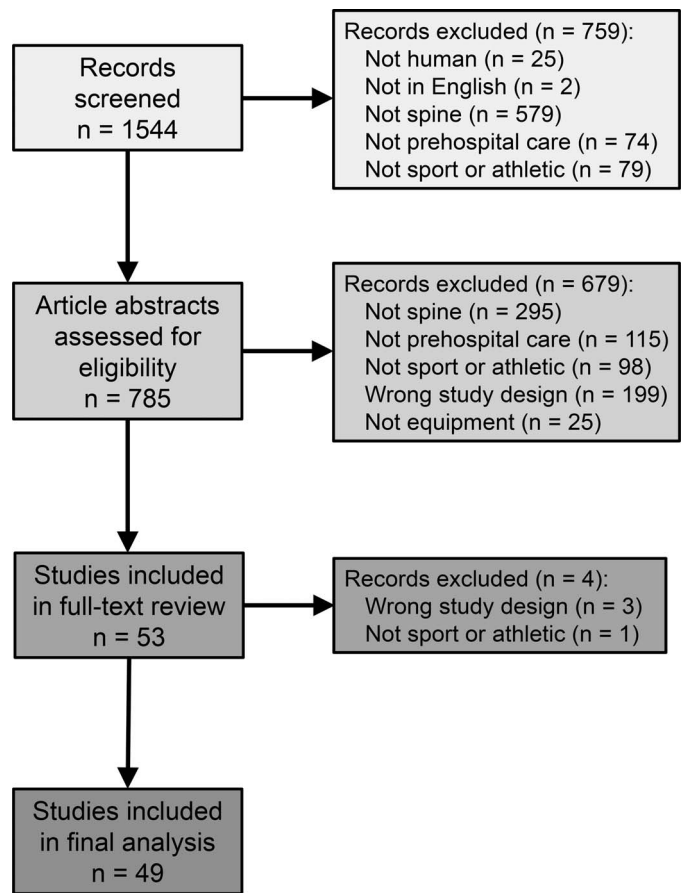 Records
screened
n = 1544
Records excluded (n = 759):
Not human (n = 25)
Not in English (n = 2)
Not spine (n = 579)
Not prehospital care (n = 74)
Not sport or athletic (n = 79)
Article abstracts
assessed for
eligibility
n = 785
Records excluded (n = 679):
Not spine (n = 295)
Not prehospital care (n = 115)
Not sport or athletic (n = 98)
Wrong study design (n = 199)
Not equipment (n = 25)
Studies included
in full-text review
n = 53
Records excluded (n = 4):
Wrong study design (n = 3)
Not sport or athletic (n = 1)
Studies included
in final analysis
n = 49